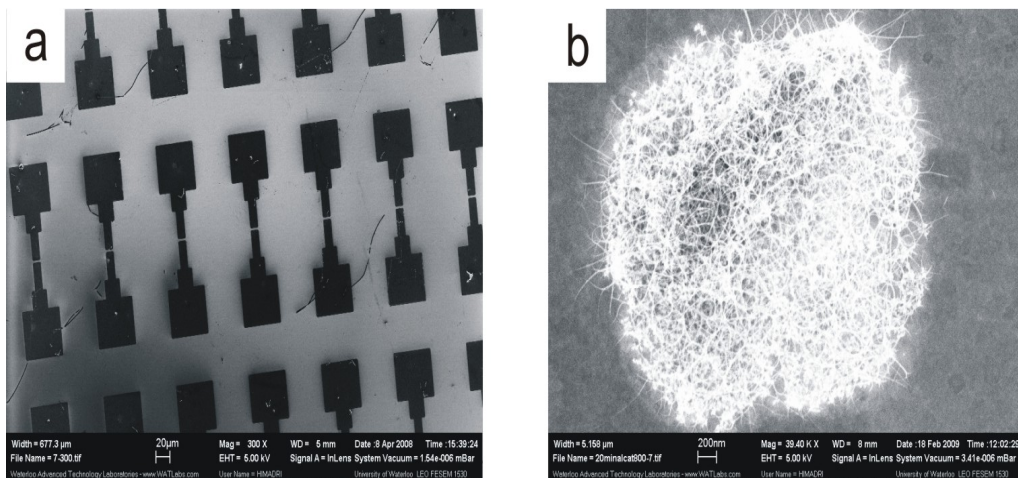 a
Width = 677.3 µm
20µm
Mag = 300 X
WD = 5 mm
Date :8 Apr 2008
Time :15:39:24
File Name = 7-300.tif
EHT = 5.00 kV
Signal A = InLens
System Vacuum = 1.54e-006 mBar
Waterloo Advanced Technology Laboratories - www.WATLabs.com
User Name = HIMADRI
University of Waterloo LEO FESEM 1530
b
Width = 5.158 µm
200nm
Mag = 39.40 K X
WD = 8 mm
Date :18 Feb 2009
Time :12:02:29
File Name = 20minalcat800-7.tif
EHT = 5.00 kV
Signal A = InLens
System Vacuum = 3.41e-006 mBar
Waterloo Advanced Technology Laboratories - www.WATLabs.com
User Name = HIMADRI
University of Waterloo LEO FESEM 1530